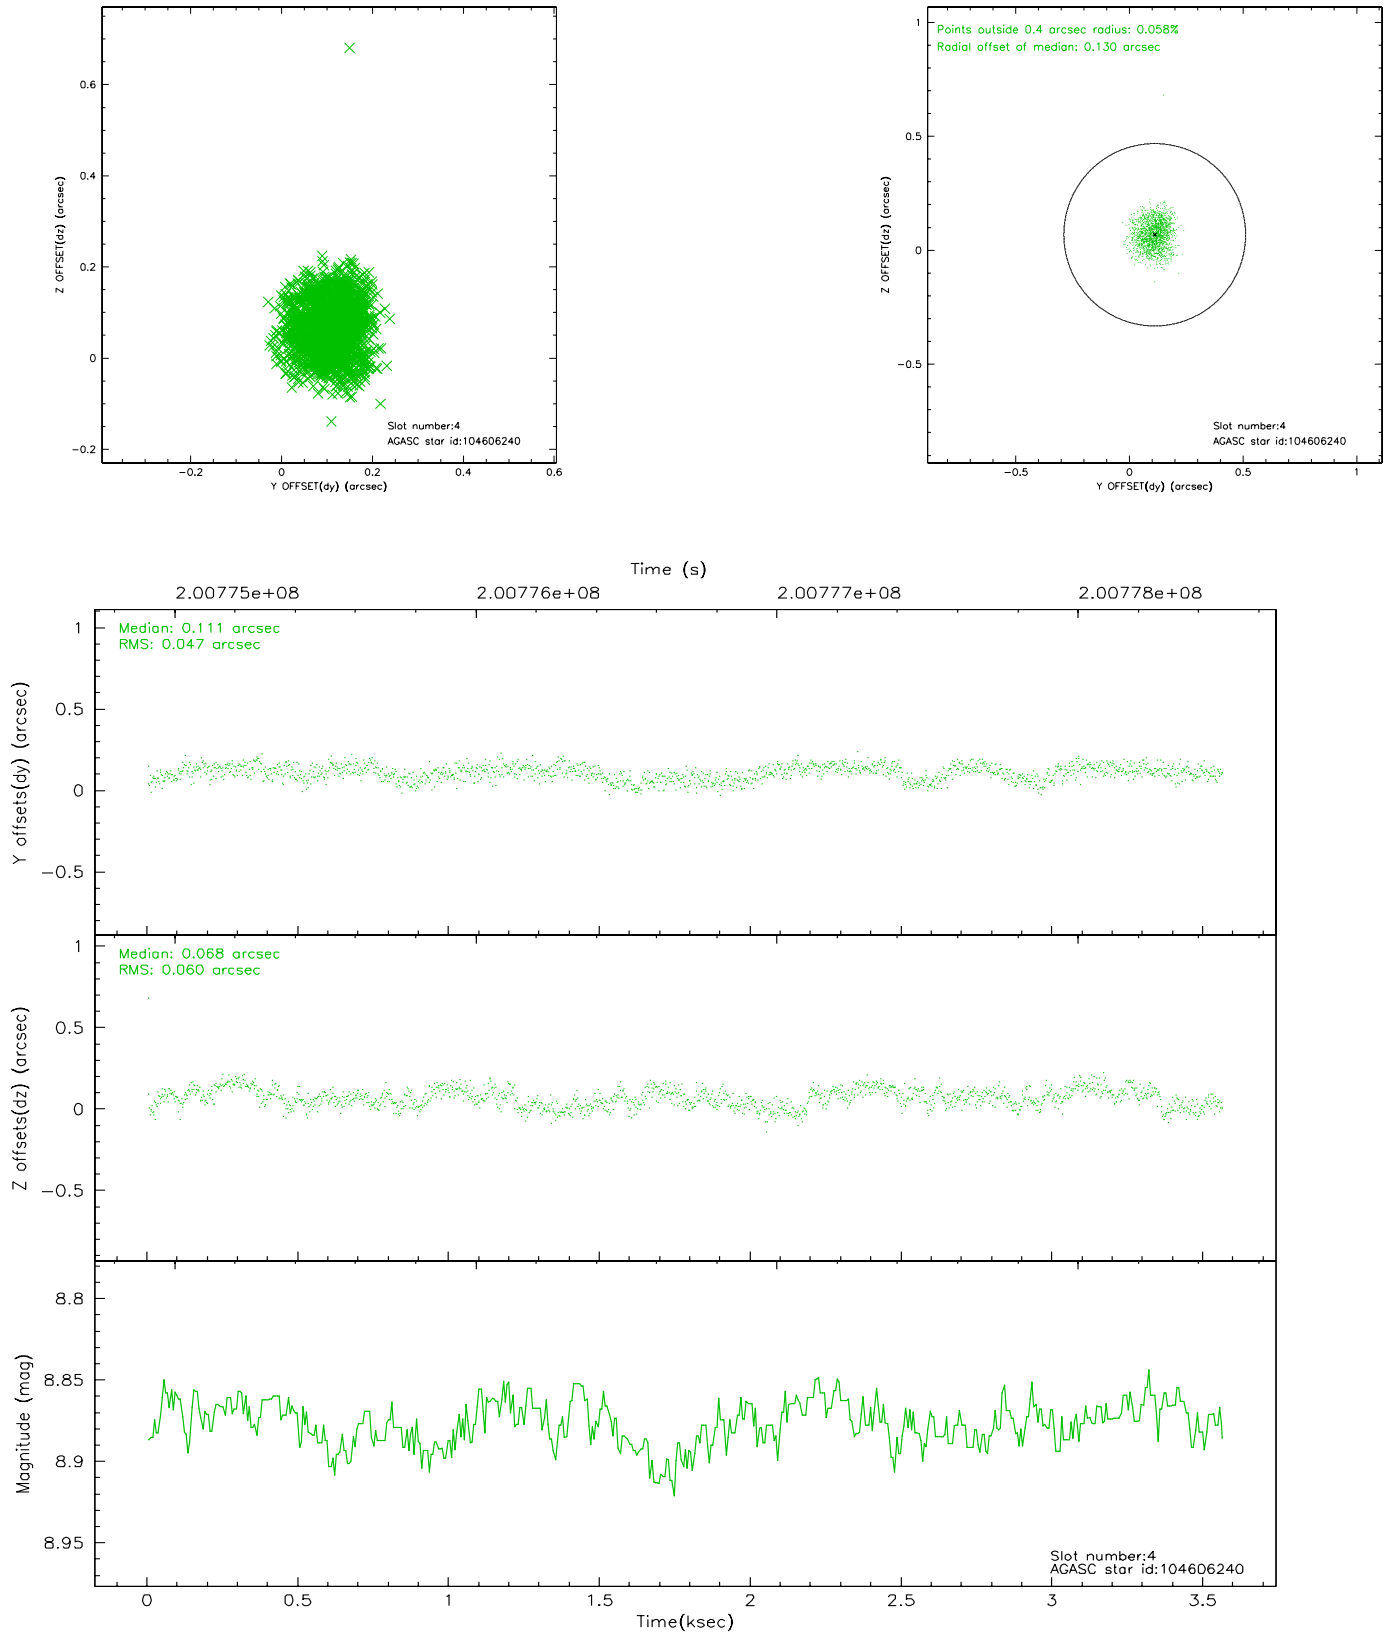 0.6
0.4
0.2
0
−0.2
Z OFFSET(dz) (arcsec)
Slot number:4
AGASC star id:104606240
−0.2
0
0.2
0.4
0.6
Y OFFSET(dy) (arcsec)
Points outside 0.4 arcsec radius: 0.058%
Radial offset of median: 0.130 arcsec
1
0.5
0
−0.5
Z OFFSET(dz) (arcsec)
Slot number:4
AGASC star id:104606240
−0.5
0
0.5
1
Y OFFSET(dy) (arcsec)
Time (s)
2.00775e+08
2.00776e+08
2.00777e+08
2.00778e+08
Median: 0.111 arcsec
RMS: 0.047 arcsec
1
0.5
0
−0.5
Y offsets(dy) (arcsec)
Median: 0.068 arcsec
RMS: 0.060 arcsec
1
0.5
0
−0.5
Z offsets(dz) (arcsec)
8.8
8.85
8.9
8.95
Magnitude (mag)
Slot number:4
AGASC star id:104606240
0
0.5
1
1.5
2
2.5
3
3.5
Time(ksec)